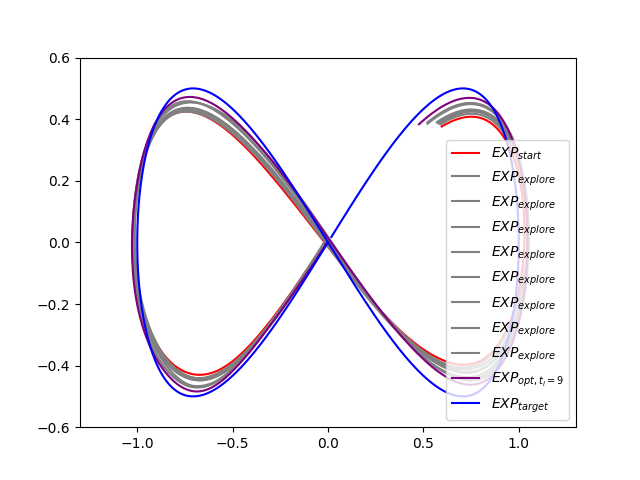 0.6
0.4
0.2
0.0
−0.2
−0.4
−0.6
−1.0 −0.5 0.0 0.5 1.0
EXP_start
EXP_explore
EXP_explore
EXP_explore
EXP_explore
EXP_explore
EXP_explore
EXP_explore
EXP_explore
EXP_opt, t_i=9
EXP_target